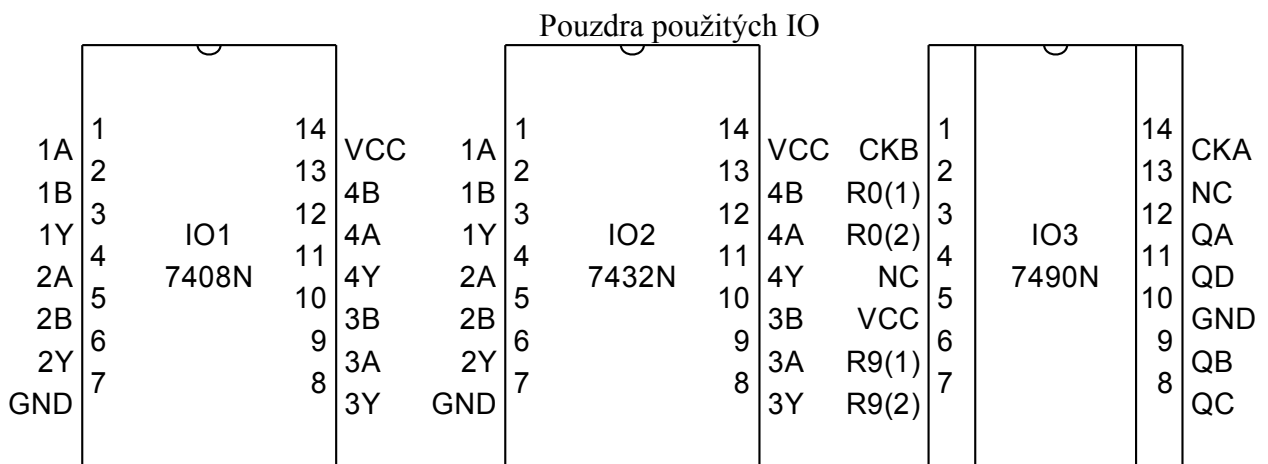 Pouzdra použitých IO
1 14 1 14 1 14
1A VCC 1A VCC CKB CKA
2 13 2 13 2 13
1B 4B 1B 4B R0(1) NC
3 12 3 12 3 12
1Y IO1 4A 1Y IO2 4A R0(2) IO3 QA
4 11 4 11 4 11
2A 7408N 4Y 2A 7432N 4Y NC 7490N QD
5 10 5 10 5 10
2B 3B 2B 3B VCC GND
6 9 6 9 6 9
2Y 3A 2Y 3A R9(1) QB
7 8 7 8 7 8
GND 3Y GND 3Y R9(2) QC